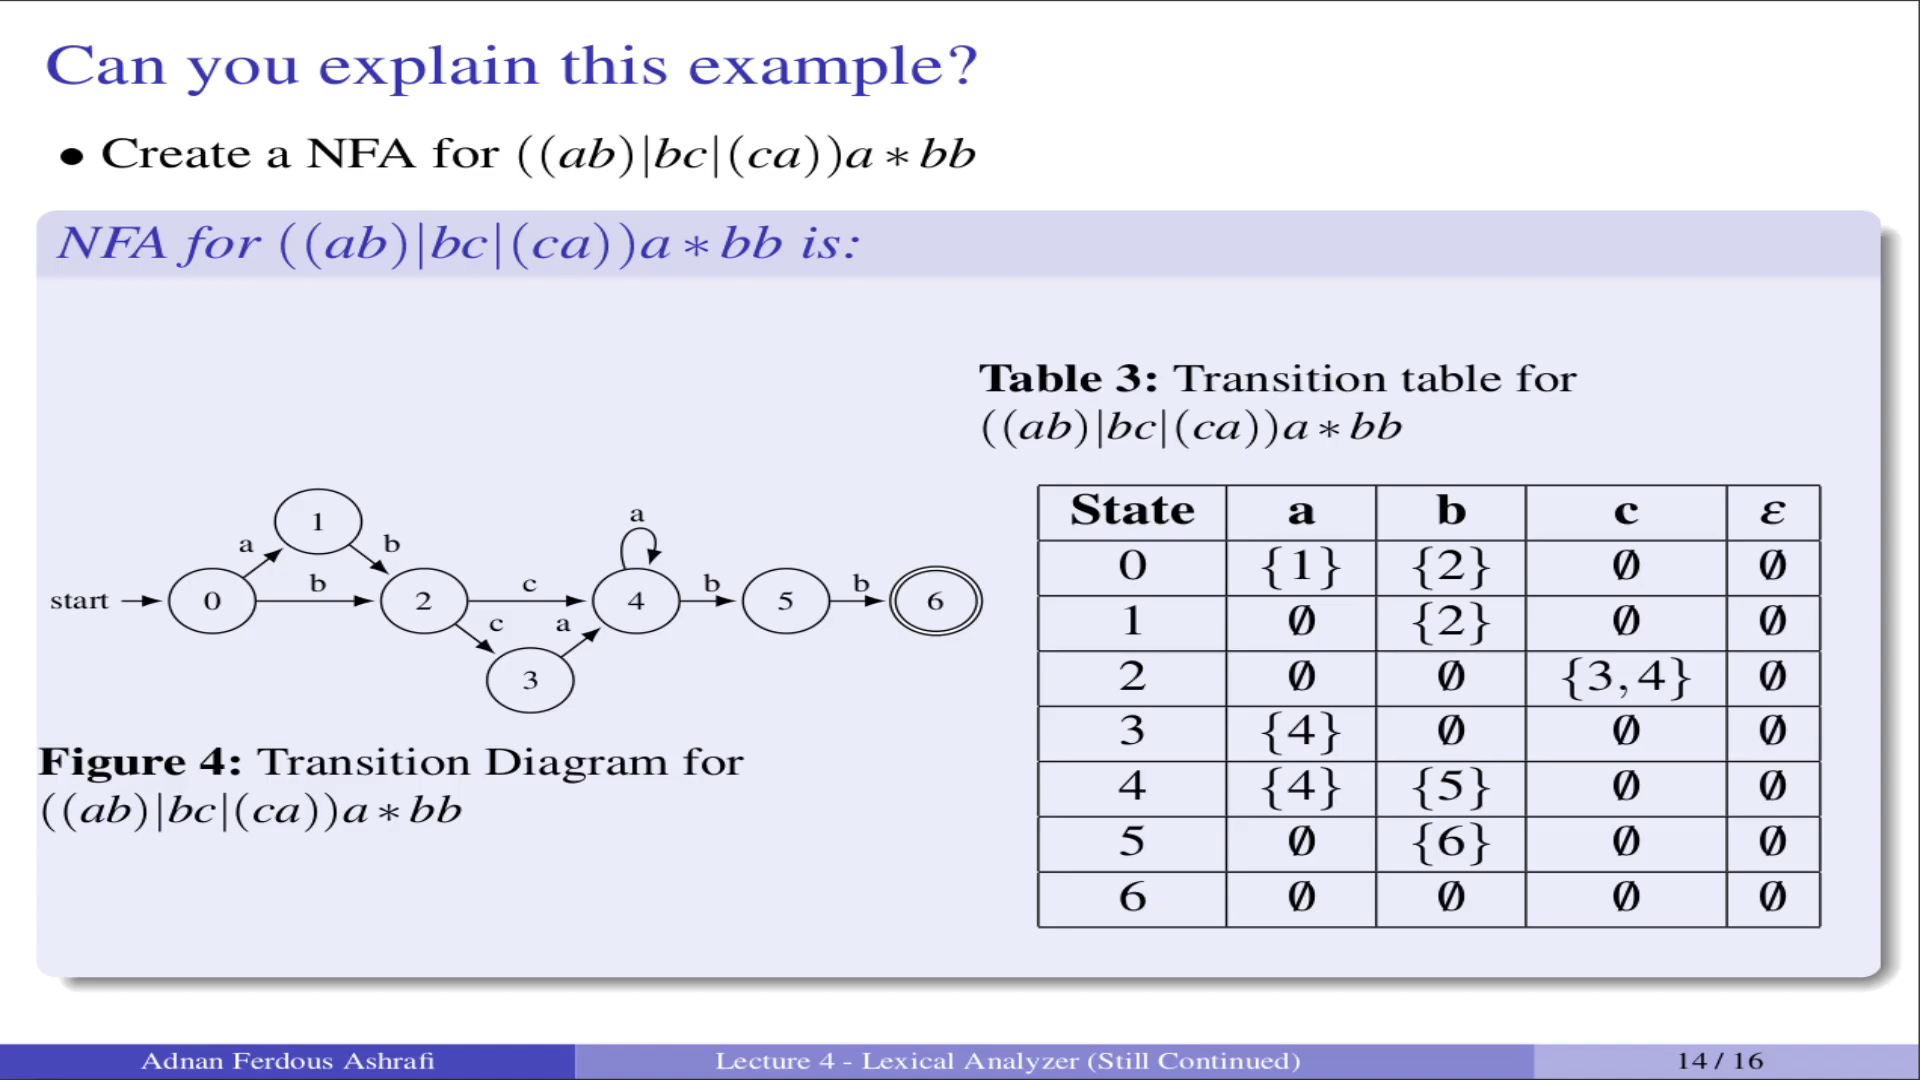 Can you explain this example?
• Create a NFA for ((ab)|bc|(ca))a ∗ bb
NFA for ((ab)|bc|(ca))a ∗ bb is:
Table 3: Transition table for
((ab)|bc|(ca))a ∗ bb
start 0 1 2 3 4 5 6
a b b c c a a b b
Figure 4: Transition Diagram for
((ab)|bc|(ca))a ∗ bb
State a b c ε
0 {1} {2} ∅ ∅
1 ∅ {2} ∅ ∅
2 ∅ ∅ {3,4} ∅
3 {4} ∅ ∅ ∅
4 {4} {5} ∅ ∅
5 ∅ {6} ∅ ∅
6 ∅ ∅ ∅ ∅
Adnan Ferdous Ashrafi Lecture 4 - Lexical Analyzer (Still Continued) 14 / 16